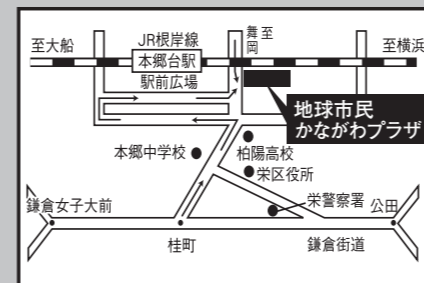 至大船
JR根岸線
本郷台駅
駅前広場
舞岡
至
至横浜
地球市民
かながわプラザ
本郷中学校
柏陽高校
栄区役所
栄警察署
公田
鎌倉女子大前
桂町
鎌倉街道